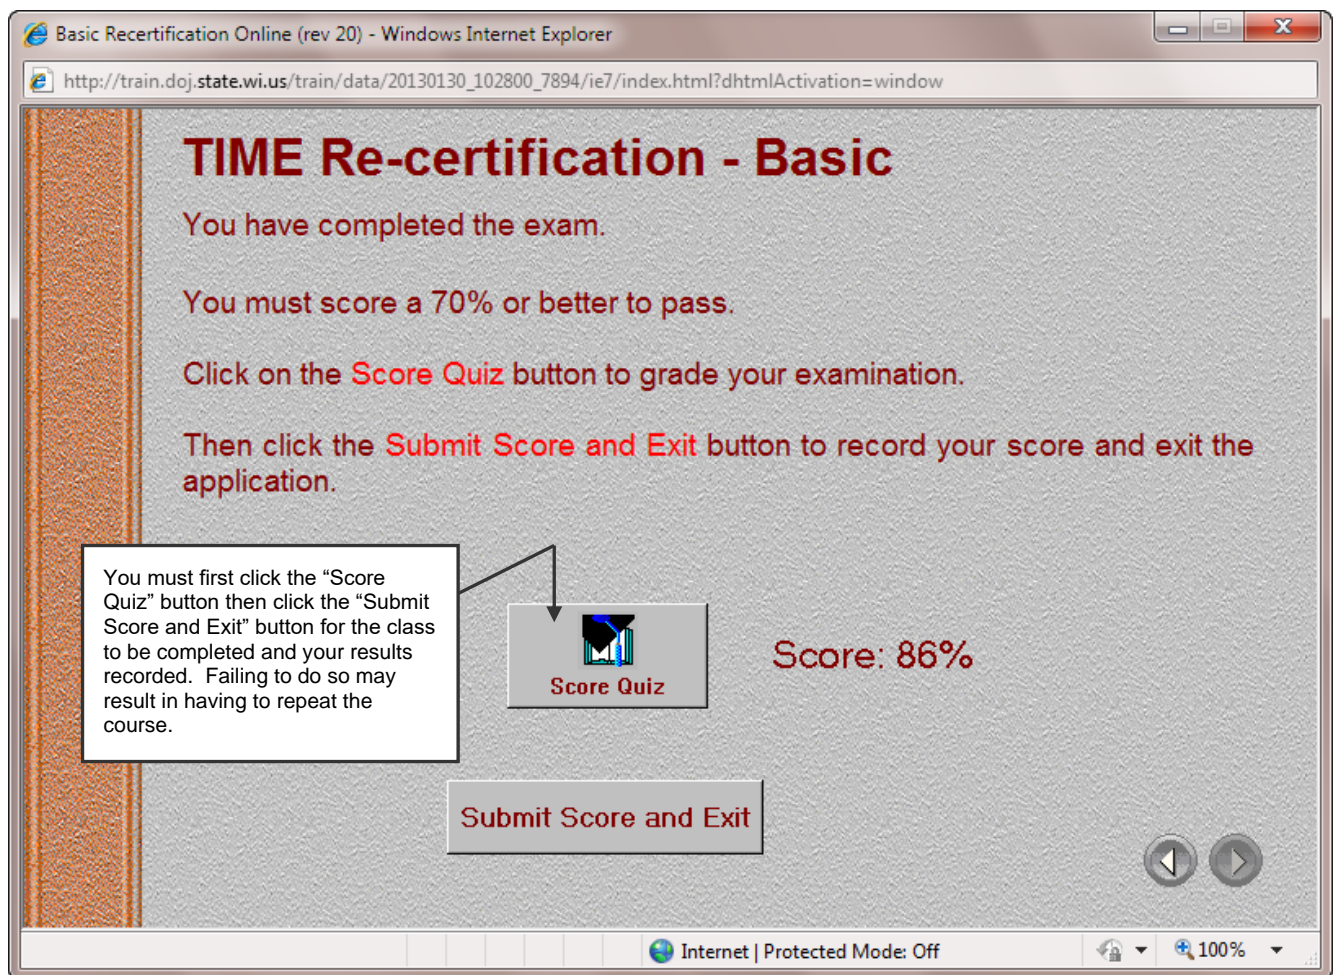 Basic Recertification Online (rev 20) - Windows Internet Explorer
http://train.doj.state.wi.us/train/data/20130130_102800_7894/ie7/index.html?dhtmlActivation=window
TIME Re-certification - Basic
You have completed the exam.
You must score a 70% or better to pass.
Click on the Score Quiz button to grade your examination.
Then click the Submit Score and Exit button to record your score and exit the
application.
You must first click the “Score
Quiz” button then click the “Submit
Score and Exit” button for the class
to be completed and your results
recorded.  Failing to do so may
result in having to repeat the
course.
Score Quiz
Score: 86%
Submit Score and Exit
Internet | Protected Mode: Off
100%